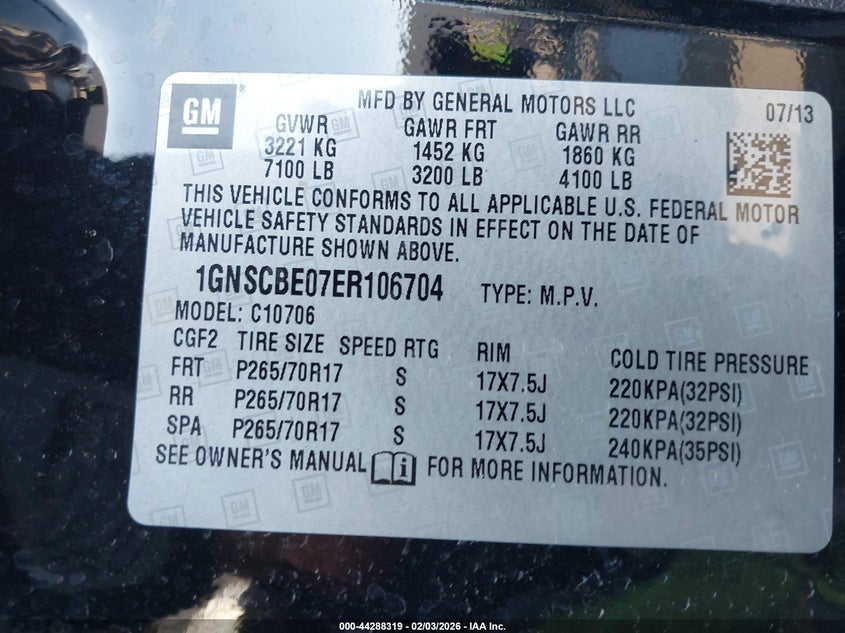 GM
MFD BY GENERAL MOTORS LLC 07/13
GVWR GAWR FRT GAWR RR
3221 KG 1452 KG 1860 KG
7100 LB 3200 LB 4100 LB
THIS VEHICLE CONFORMS TO ALL APPLICABLE U.S. FEDERAL MOTOR
VEHICLE SAFETY STANDARDS IN EFFECT ON THE DATE OF
MANUFACTURE SHOWN ABOVE.
1GNSCBE07ER106704 TYPE: M.P.V.
MODEL: C10706
CGF2 TIRE SIZE SPEED RTG RIM COLD TIRE PRESSURE
FRT P265/70R17 S 17X7.5J 220KPA(32PSI)
RR P265/70R17 S 17X7.5J 220KPA(32PSI)
SPA P265/70R17 S 17X7.5J 240KPA(35PSI)
SEE OWNER'S MANUAL i FOR MORE INFORMATION.
000-44288319 - 02/03/2026 - IAA Inc.